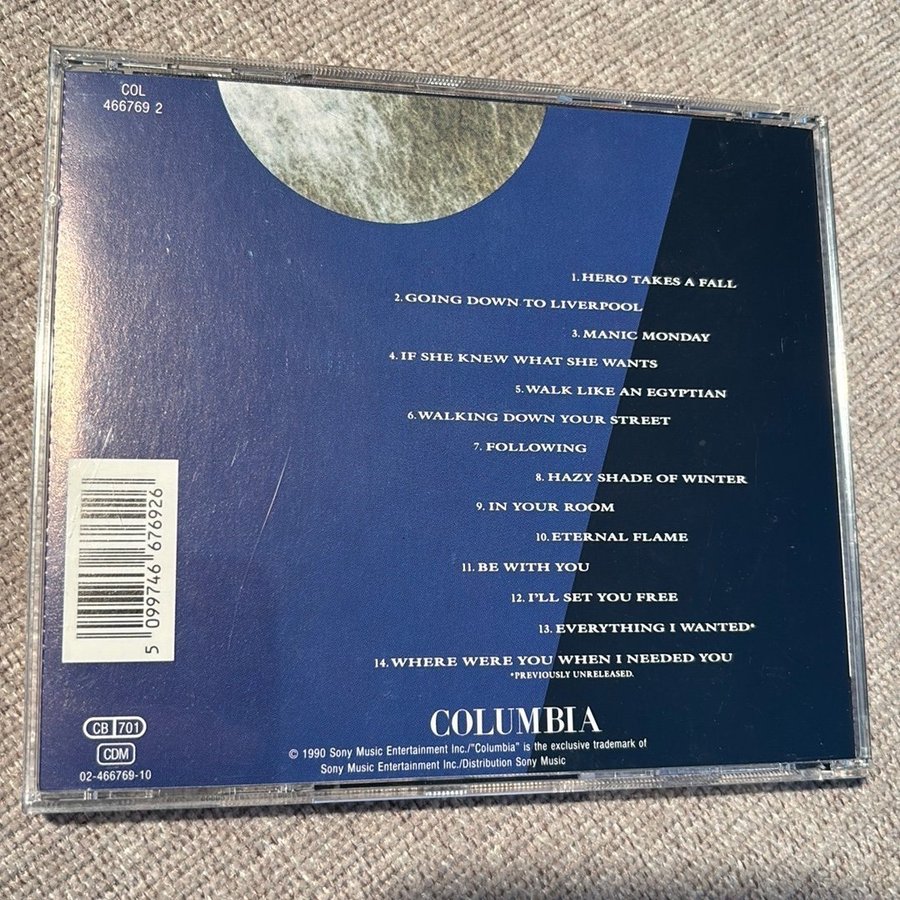 COL
466769 2
1. HERO TAKES A FALL
2. GOING DOWN TO LIVERPOOL
3. MANIC MONDAY
4. IF SHE KNEW WHAT SHE WANTS
5. WALK LIKE AN EGYPTIAN
6. WALKING DOWN YOUR STREET
7. FOLLOWING
8. HAZY SHADE OF WINTER
9. IN YOUR ROOM
10. ETERNAL FLAME
11. BE WITH YOU
12. I'LL SET YOU FREE
13. EVERYTHING I WANTED*
14. WHERE WERE YOU WHEN I NEEDED YOU
*PREVIOUSLY UNRELEASED.
5 099746 676926
CB 701
CDM
02-466769-10
COLUMBIA
© 1990 Sony Music Entertainment Inc./"Columbia" is the exclusive trademark of
Sony Music Entertainment Inc./Distribution Sony Music